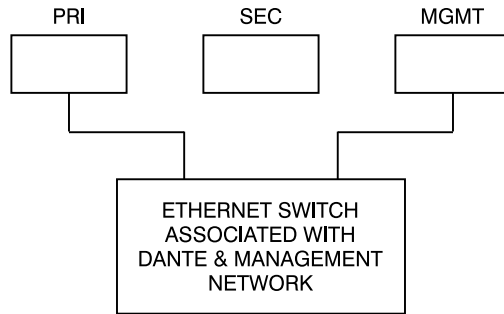 PRI
SEC
MGMT
ETHERNET SWITCH
ASSOCIATED WITH
DANTE & MANAGEMENT
NETWORK